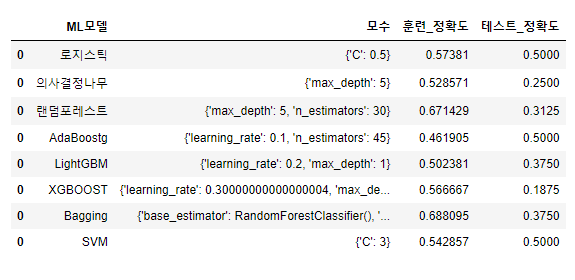 ML모델 모수 훈련_정확도 테스트_정확도
0 로지스틱 {'C': 0.5} 0.57381 0.5000
0 의사결정나무 {'max_depth': 5} 0.528571 0.2500
0 랜덤포레스트 {'max_depth': 5, 'n_estimators': 30} 0.671429 0.3125
0 AdaBoostg {'learning_rate': 0.1, 'n_estimators': 45} 0.461905 0.5000
0 LightGBM {'learning_rate': 0.2, 'max_depth': 1} 0.502381 0.3750
0 XGBOOST {'learning_rate': 0.30000000000000004, 'max_de... 0.566667 0.1875
0 Bagging {'base_estimator': RandomForestClassifier(), '... 0.688095 0.3750
0 SVM {'C': 3} 0.542857 0.5000